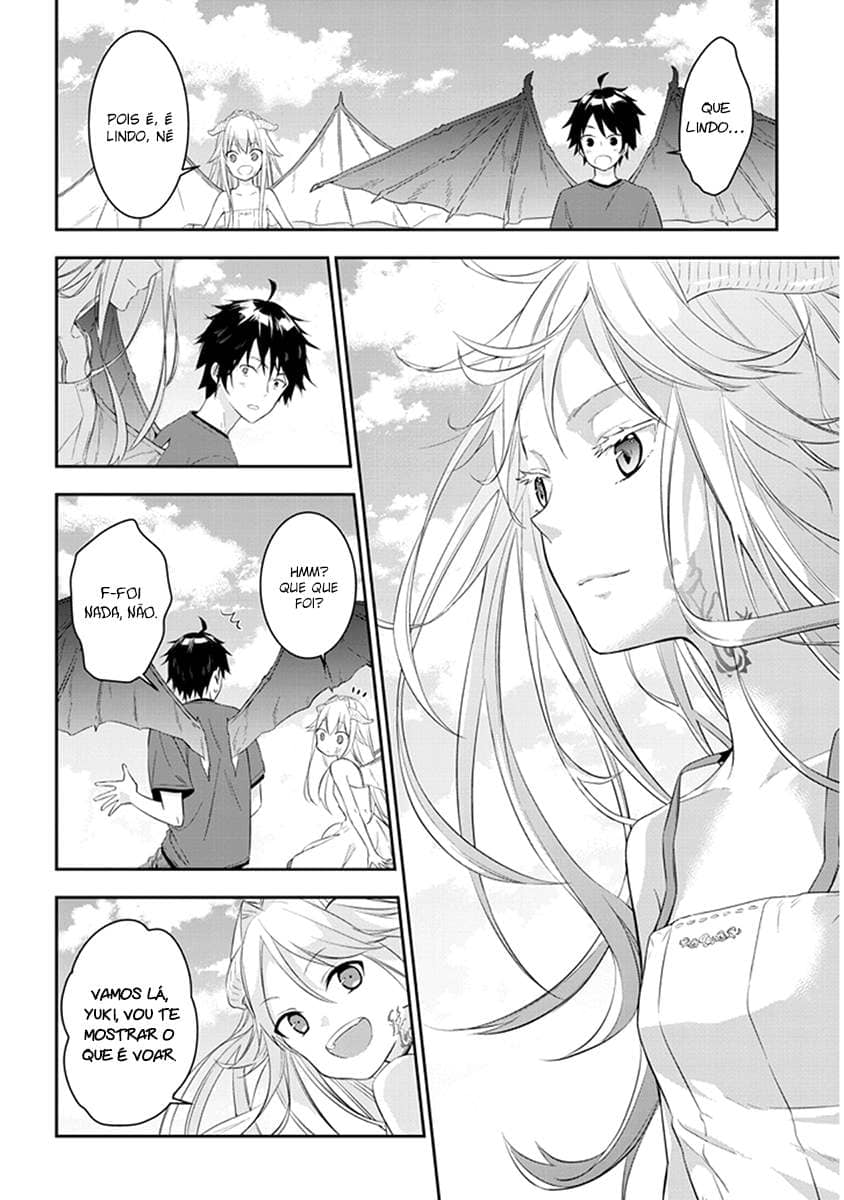 QUE
LINDO...
POIS É, É
LINDO, NÉ
HMM?
QUE QUE
FOI?
F-FOI
NADA, NÃO.
VAMOS LÁ,
YUKI, VOU TE
MOSTRAR O
QUE É VOAR